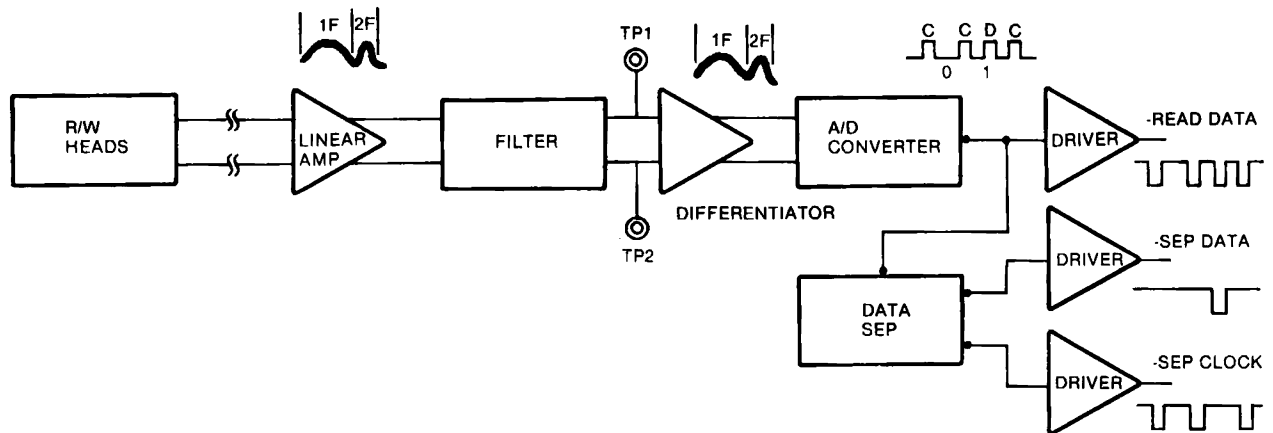 1F 2F
TP1
1F 2F
C C D C
0 1
R/W
HEADS
LINEAR
AMP
FILTER
A/D
CONVERTER
DRIVER
-READ DATA
DIFFERENTIATOR
TP2
DATA
SEP
DRIVER
-SEP DATA
DRIVER
-SEP CLOCK